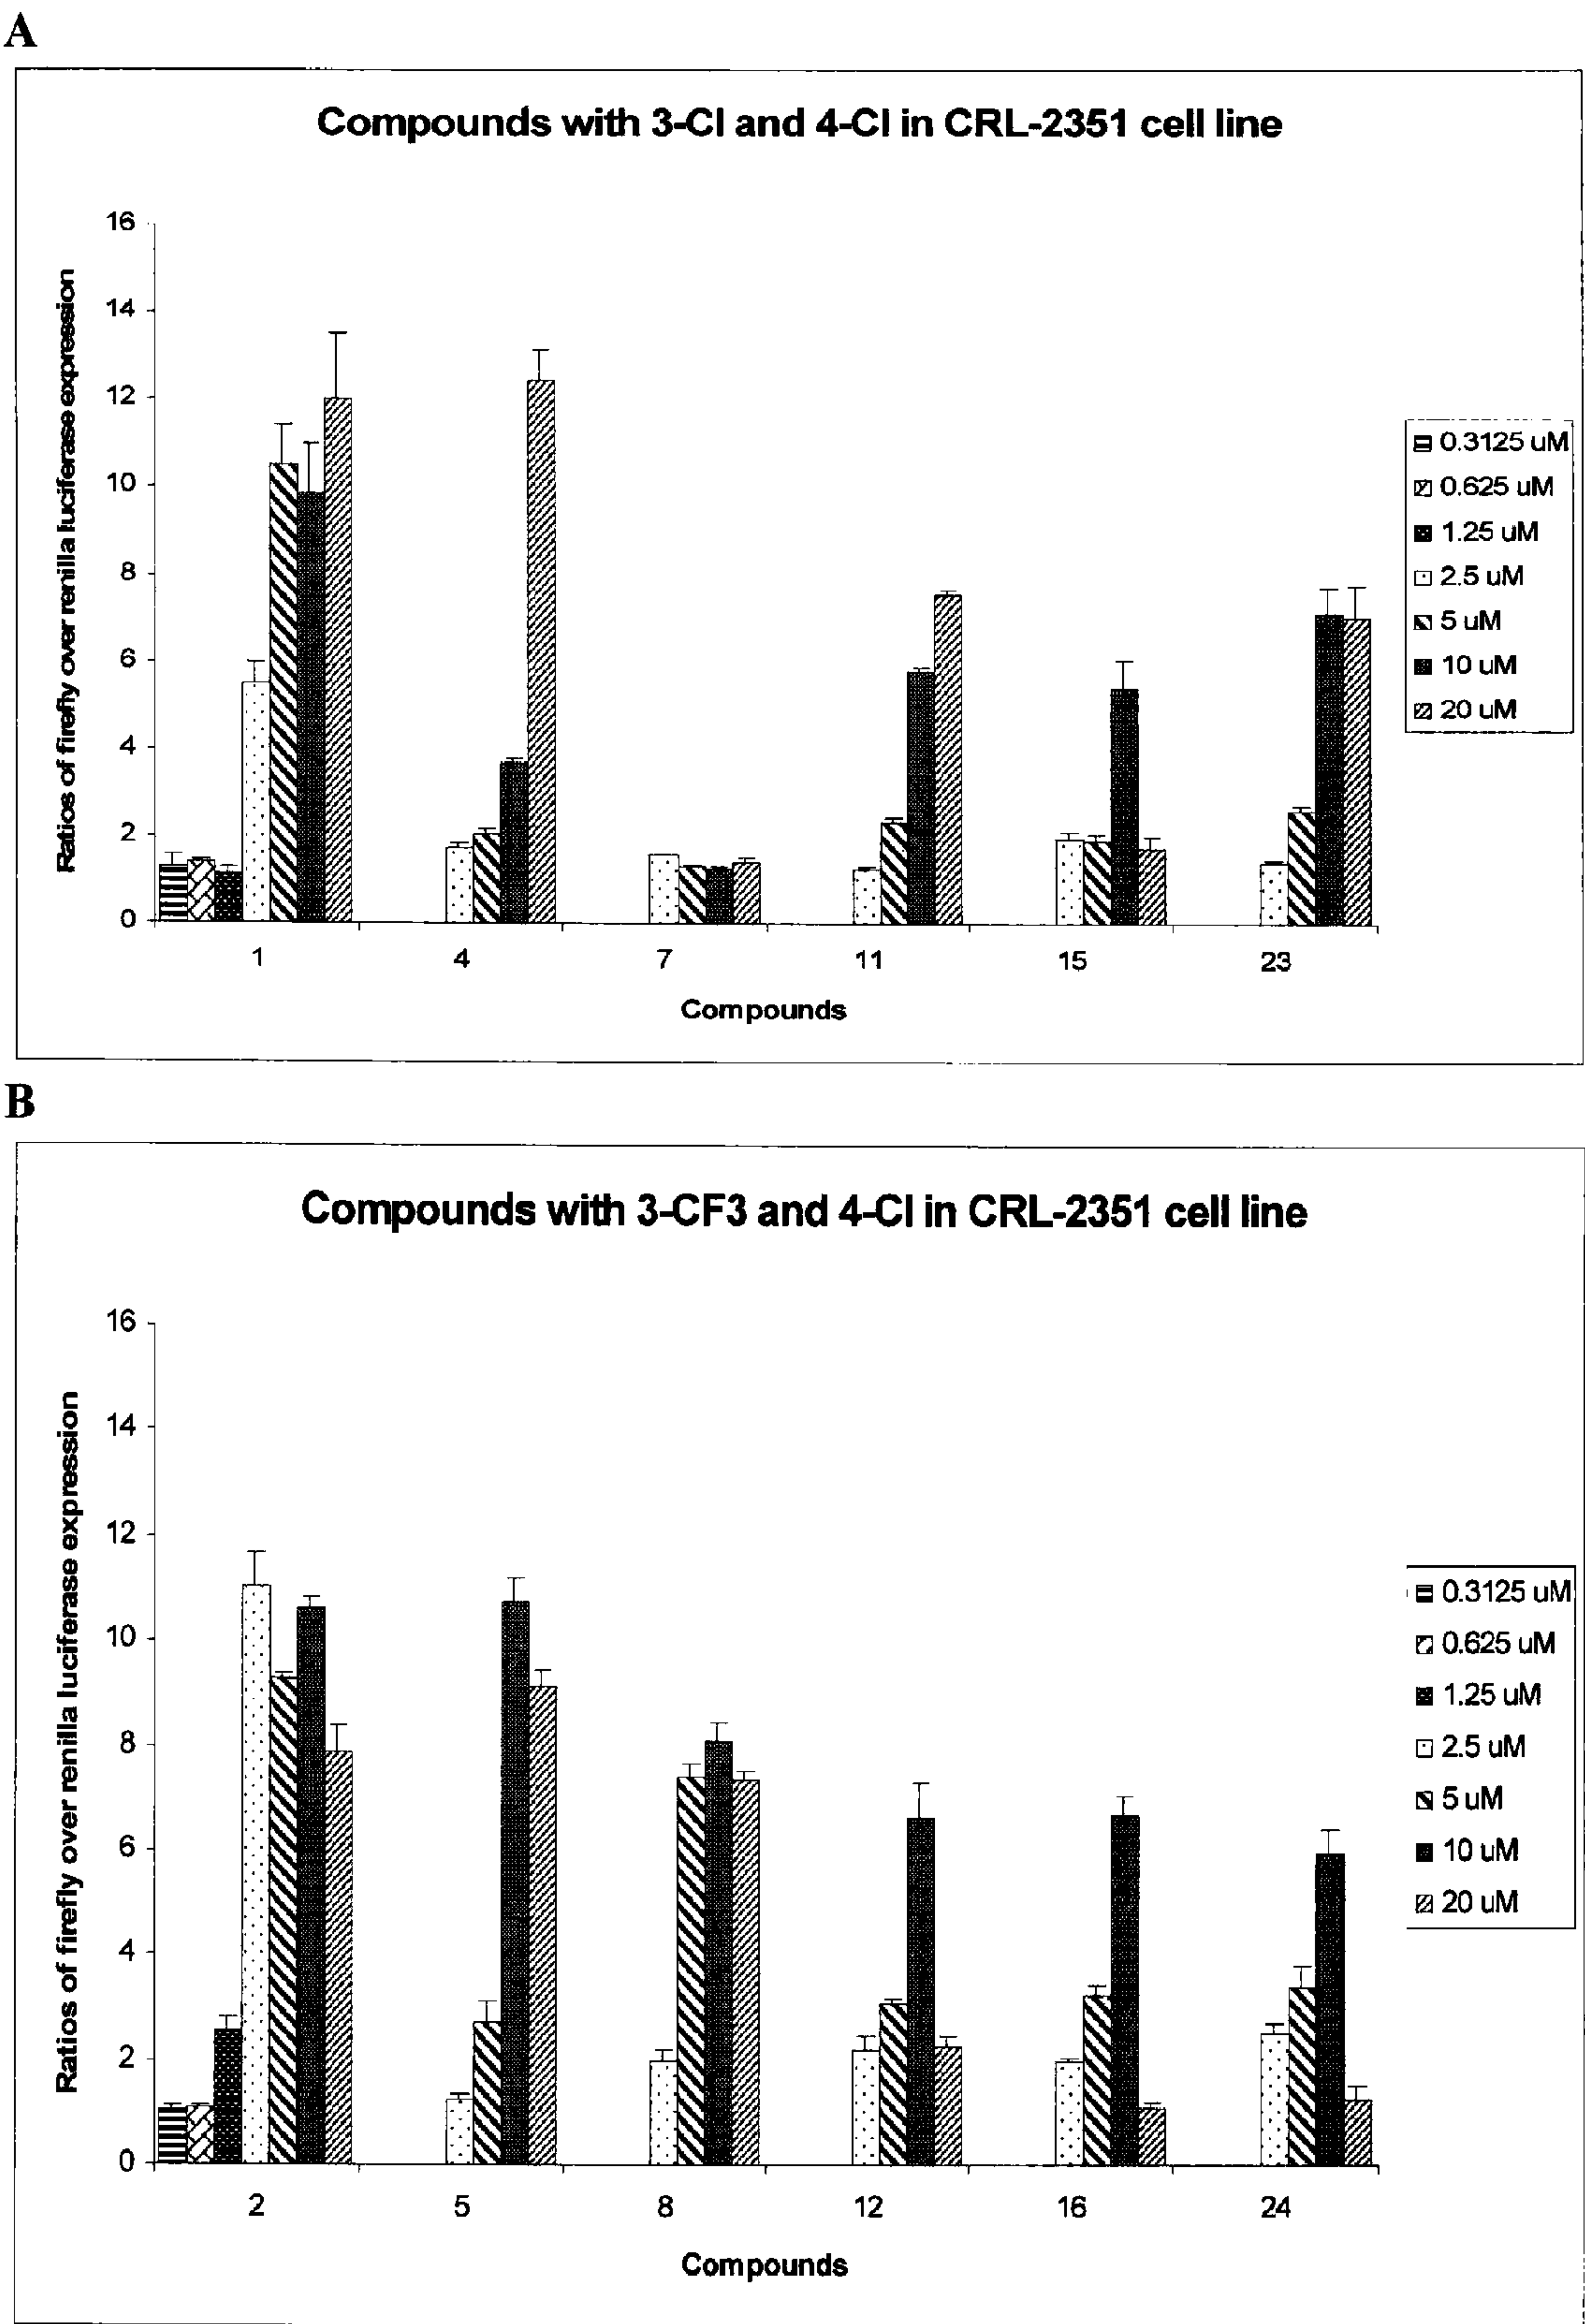 A
Compounds with 3-Cl and 4-Cl in CRL-2351 cell line
Ratios of firefly over renilla luciferase expression
16
14
12
10
8
6
4
2
0
1 4 7 11 15 23
Compounds
0.3125 uM
0.625 uM
1.25 uM
2.5 uM
5 uM
10 uM
20 uM
B
Compounds with 3-CF3 and 4-Cl in CRL-2351 cell line
Ratios of firefly over renilla luciferase expression
16
14
12
10
8
6
4
2
0
2 5 8 12 16 24
Compounds
0.3125 uM
0.625 uM
1.25 uM
2.5 uM
5 uM
10 uM
20 uM